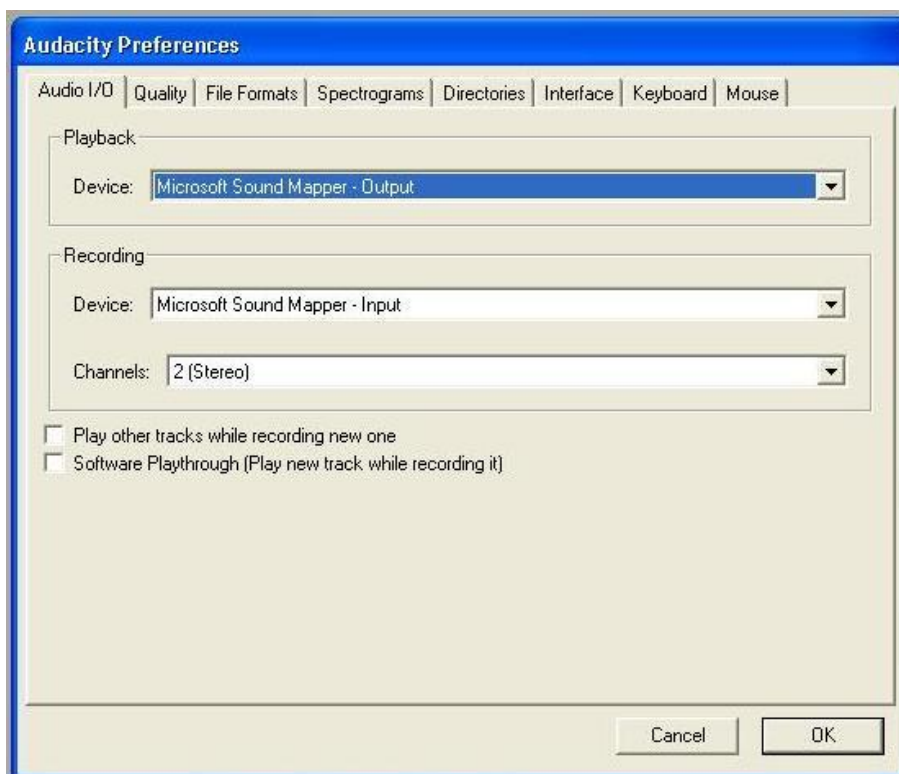 Audacity Preferences
Audio I/O Quality File Formats Spectrograms Directories Interface Keyboard Mouse
Playback
Device: Microsoft Sound Mapper - Output
Recording
Device: Microsoft Sound Mapper - Input
Channels: 2 (Stereo)
Play other tracks while recording new one
Software Playthrough (Play new track while recording it)
Cancel OK